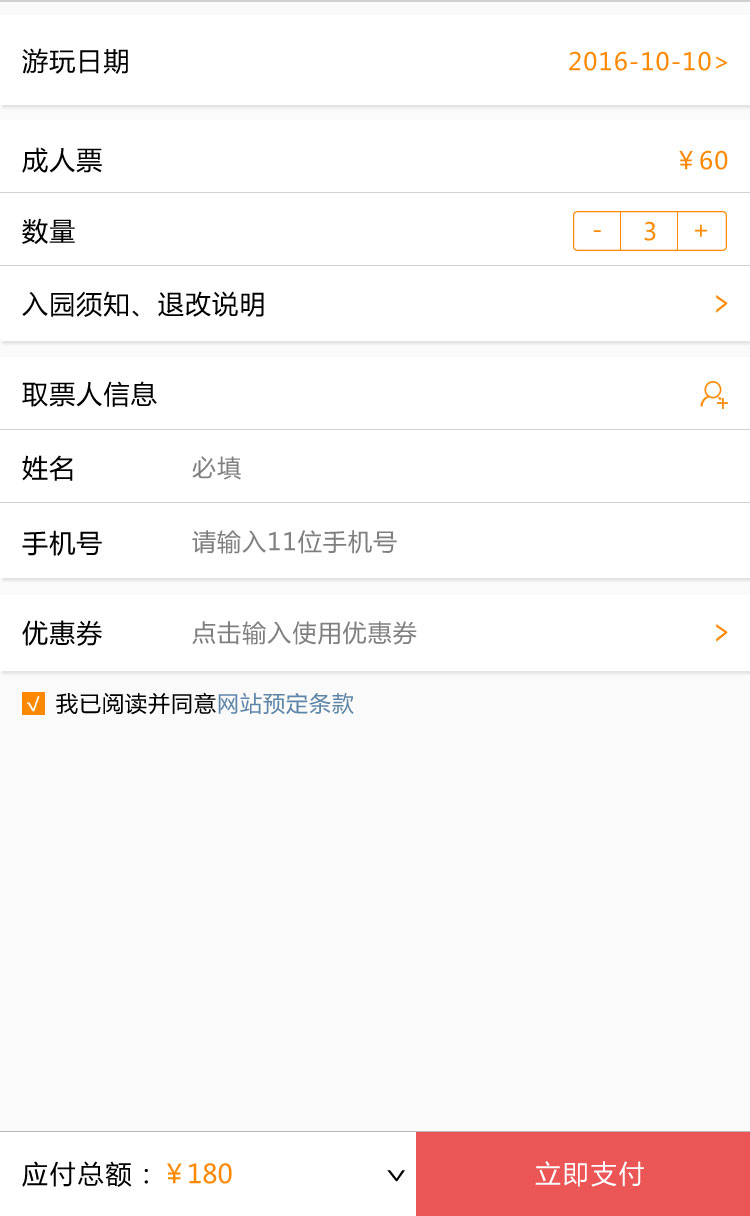 游玩日期 2016-10-10>
成人票 ¥60
数量 - 3 +
入园须知、退改说明 >
取票人信息
姓名 必填
手机号 请输入11位手机号
优惠券 点击输入使用优惠券 >
√ 我已阅读并同意网站预定条款
应付总额：¥180 立即支付